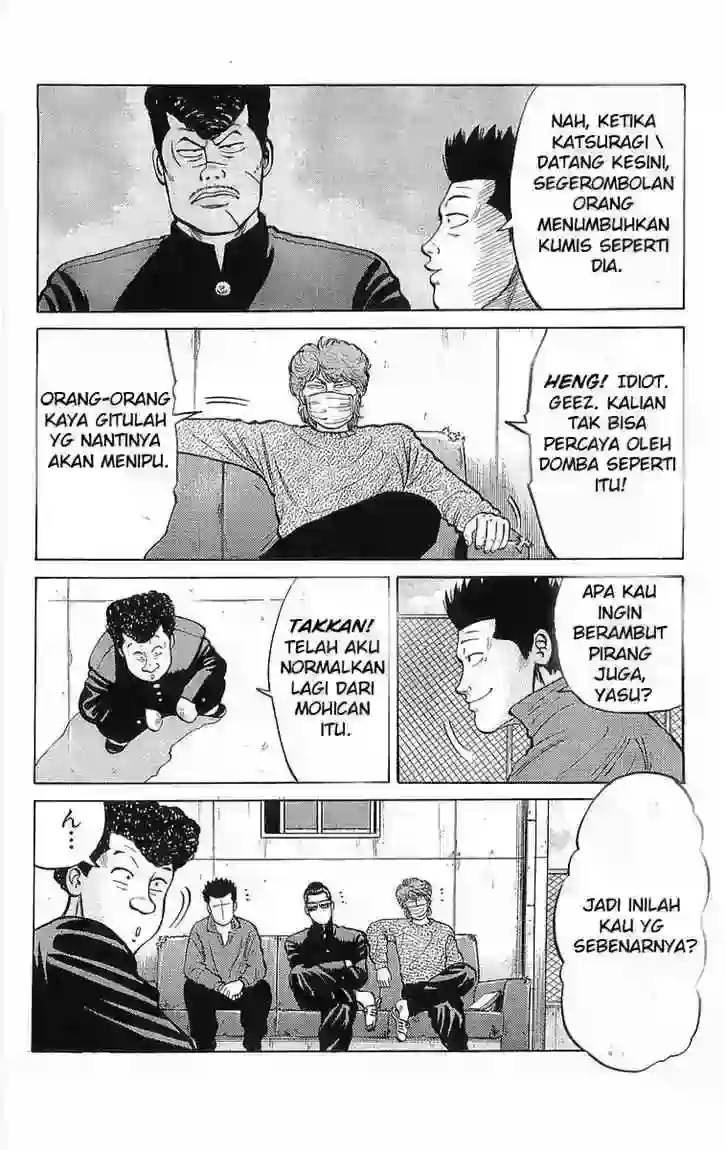 NAH, KETIKA
KATSURAGI \
DATANG KESINI,
SEGEROMBOLAN
ORANG
MENUMBUHKAN
KUMIS SEPERTI
DIA.
HENG! IDIOT.
GEEZ. KALIAN
TAK BISA
PERCAYA OLEH
DOMBA SEPERTI
ITU!
ORANG-ORANG
KAYA GITULAH
YG NANTINYA
AKAN MENIPU.
APA KAU
INGIN
BERAMBUT
PIRANG
JUGA,
YASU?
TAKKAN!
TELAH AKU
NORMALKAN
LAGI DARI
MOHICAN
ITU.
JADI INILAH
KAU YG
SEBENARNYA?
ん…